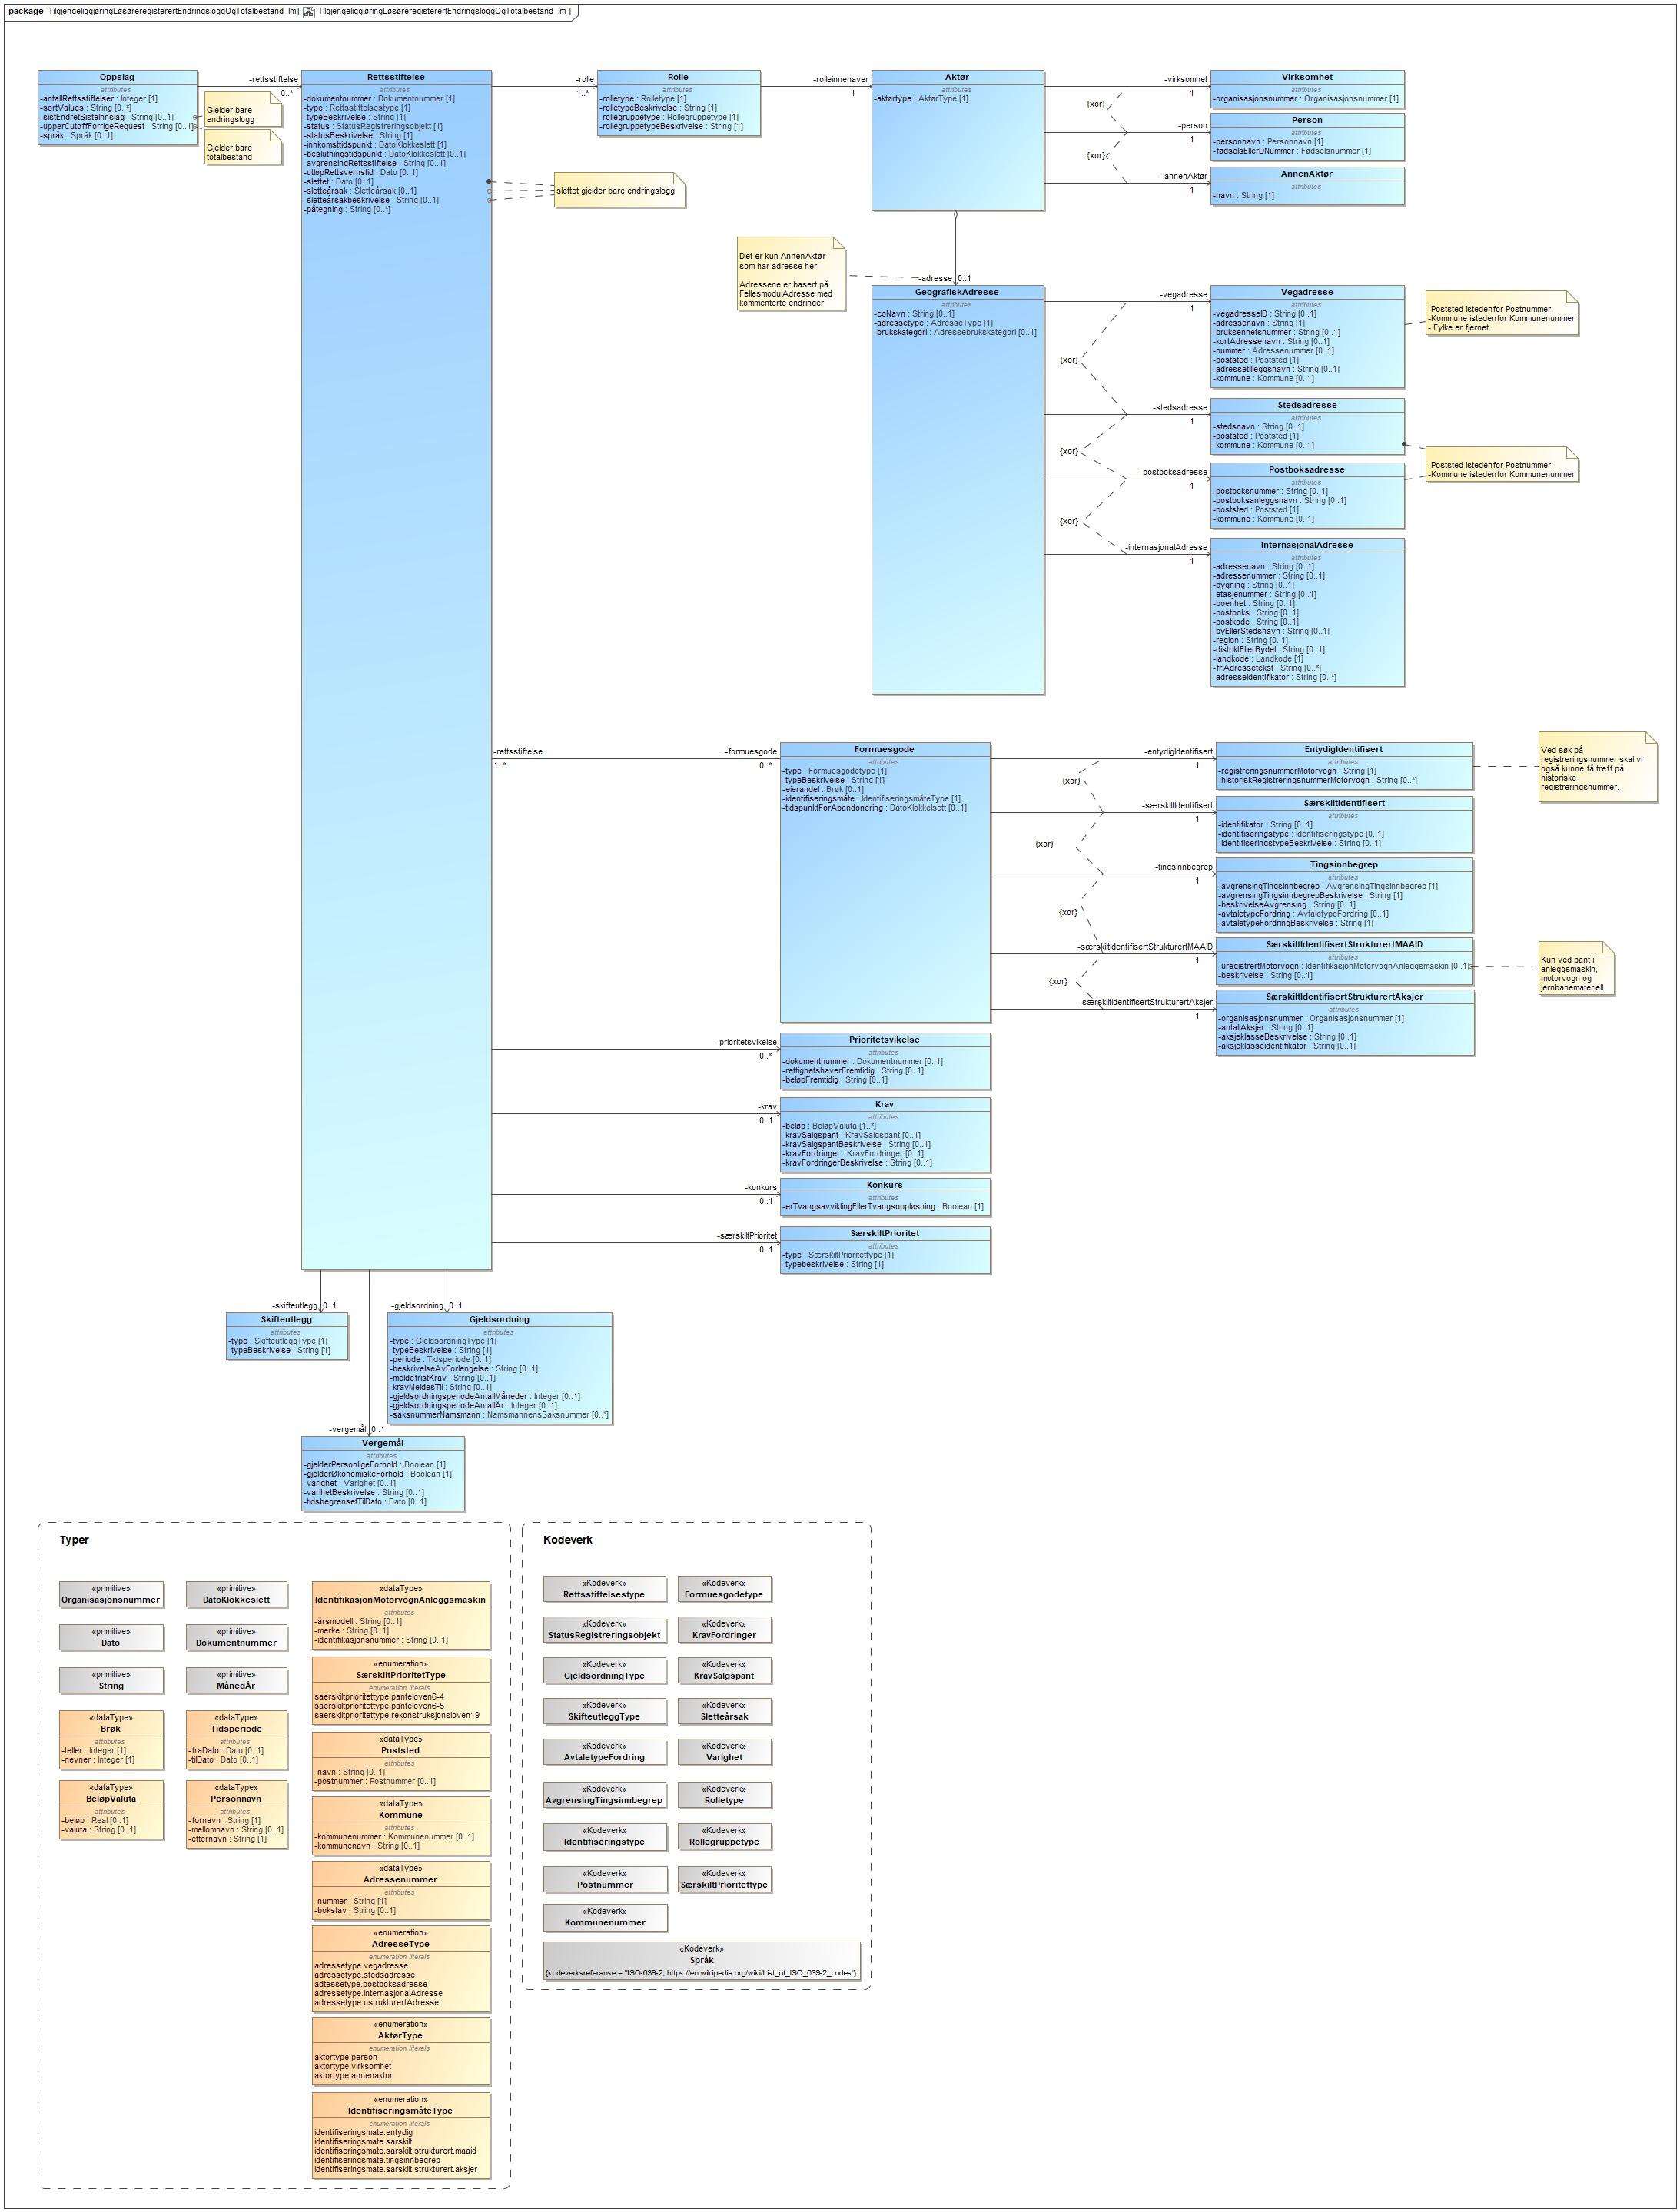 package TilgjengeliggjøringLøsøreregisterertEndringsloggOgTotalbestand_lm[ TilgjengeliggjøringLøsøreregisterertEndringsloggOgTotalbestand_lm ]
Oppslag
attributes
-antallRettsstiftelser : Integer [1]
-sortValues : String [0..*]
-sistEndretSisteInnslag : String [0..1]
-upperCutoffForrigeRequest : String [0..1]
-språk : Språk [0..1]
Gjelder bare
endringslogg
Gjelder bare
totalbestand
-rettsstiftelse
0..*
Rettsstiftelse
attributes
-dokumentnummer : Dokumentnummer [1]
-type : Rettsstiftelsestype [1]
-typeBeskrivelse : String [1]
-status : StatusRegistreringsobjekt [1]
-statusBeskrivelse : String [1]
-innkomsttidspunkt : DatoKlokkeslett [1]
-beslutningstidspunkt : DatoKlokkeslett [0..1]
-avgrensingRettsstiftelse : String [0..1]
-utløpRettsvernstid : Dato [0..1]
-slettet : Dato [0..1]
-sletteårsak : Sletteårsak [0..1]
-sletteårsakbeskrivelse : String [0..1]
-påtegning : String [0..*]
slettet gjelder bare endringslogg
-rolle
1..*
Rolle
attributes
-rolletype : Rolletype [1]
-rolletypeBeskrivelse : String [1]
-rollegruppetype : Rollegruppetype [1]
-rollegruppetypeBeskrivelse : String [1]
-rolleinnehaver
1
Aktør
attributes
-aktørtype : AktørType [1]
-virksomhet
1
{xor}
-person
1
{xor}
-annenAktør
1
Virksomhet
attributes
-organisasjonsnummer : Organisasjonsnummer [1]
Person
attributes
-personnavn : Personnavn [1]
-fødselsEllerDNummer : Fødselsnummer [1]
AnnenAktør
attributes
-navn : String [1]
Det er kun AnnenAktør
som har adresse her
Adressene er basert på
FellesmodulAdresse med
kommenterte endringer
-adresse 0..1
GeografiskAdresse
attributes
-coNavn : String [0..1]
-adressetype : AdresseType [1]
-brukskategori : Adressebrukskategori [0..1]
-vegadresse
1
{xor}
-stedsadresse
1
{xor}
-postboksadresse
1
{xor}
-internasjonalAdresse
1
Vegadresse
attributes
-vegadresseID : String [0..1]
-adressenavn : String [1]
-bruksenhetsnummer : String [0..1]
-kortAdressenavn : String [0..1]
-nummer : Adressenummer [0..1]
-poststed : Poststed [1]
-adressetilleggsnavn : String [0..1]
-kommune : Kommune [0..1]
-Poststed istedenfor Postnummer
-Kommune istedenfor Kommunenummer
- Fylke er fjernet
Stedsadresse
attributes
-stedsnavn : String [0..1]
-poststed : Poststed [1]
-kommune : Kommune [0..1]
-Poststed istedenfor Postnummer
-Kommune istedenfor Kommunenummer
Postboksadresse
attributes
-postboksnummer : String [0..1]
-postboksanleggsnavn : String [0..1]
-poststed : Poststed [1]
-kommune : Kommune [0..1]
InternasjonalAdresse
attributes
-adressenavn : String [0..1]
-adressenummer : String [0..1]
-bygning : String [0..1]
-etasjenummer : String [0..1]
-boenhet : String [0..1]
-postboks : String [0..1]
-postkode : String [0..1]
-byEllerStedsnavn : String [0..1]
-region : String [0..1]
-distriktEllerBydel : String [0..1]
-landkode : Landkode [1]
-friAdressetekst : String [0..*]
-adresseidentifikator : String [0..*]
-rettsstiftelse
1..*
-formuesgode
0..*
Formuesgode
attributes
-type : Formuesgodetype [1]
-typeBeskrivelse : String [1]
-eierandel : Brøk [0..1]
-identifiseringsmåte : IdentifiseringsmåteType [1]
-tidspunktForAbandonering : DatoKlokkelsett [0..1]
-entydigIdentifisert
1
{xor}
-særskiltIdentifisert
1
{xor}
-tingsinnbegrep
1
{xor}
-særskiltIdentifisertStrukturertMAAID
1
{xor}
-særskiltIdentifisertStrukturertAksjer
1
EntydigIdentifisert
attributes
-registreringsnummerMotorvogn : String [1]
-historiskRegistreringsnummerMotorvogn : String [0..*]
Ved søk på
registreringsnummer skal vi
også kunne få treff på
historiske
registreringsnummer.
SærskiltIdentifisert
attributes
-identifikator : String [0..1]
-identifiseringstype : Identifiseringstype [0..1]
-identifiseringstypeBeskrivelse : String [0..1]
Tingsinnbegrep
attributes
-avgrensingTingsinnbegrep : AvgrensingTingsinnbegrep [1]
-avgrensingTingsinnbegrepBeskrivelse : String [1]
-beskrivelseAvgrensing : String [0..1]
-avtaletypeFordring : AvtaletypeFordring [0..1]
-avtaletypeFordringBeskrivelse : String [1]
SærskiltIdentifisertStrukturertMAAID
attributes
-uregistrertMotorvogn : IdentifikasjonMotorvognAnleggsmaskin [0..1]
-beskrivelse : String [0..1]
Kun ved pant i
anleggsmaskin,
motorvogn og
jernbanemateriell.
SærskiltIdentifisertStrukturertAksjer
attributes
-organisasjonsnummer : Organisasjonsnummer [1]
-antallAksjer : String [0..1]
-aksjeklasseBeskrivelse : String [0..1]
-aksjeklasseidentifikator : String [0..1]
-prioritetsvikelse
0..*
Prioritetsvikelse
attributes
-dokumentnummer : Dokumentnummer [0..1]
-rettighetshaverFremtidig : String [0..1]
-beløpFremtidig : String [0..1]
-krav
0..1
Krav
attributes
-beløp : BeløpValuta [1..*]
-kravSalgspant : KravSalgspant [0..1]
-kravSalgspantBeskrivelse : String [0..1]
-kravFordringer : KravFordringer [0..1]
-kravFordringerBeskrivelse : String [0..1]
-konkurs
0..1
Konkurs
attributes
-erTvangsavviklingEllerTvangsoppløsning : Boolean [1]
-særskiltPrioritet
0..1
SærskiltPrioritet
attributes
-type : SærskiltPrioritettype [1]
-typebeskrivelse : String [1]
-skifteutlegg 0..1
Skifteutlegg
attributes
-type : SkifteutleggType [1]
-typeBeskrivelse : String [1]
-gjeldsordning 0..1
Gjeldsordning
attributes
-type : GjeldsordningType [1]
-typeBeskrivelse : String [1]
-periode : Tidsperiode [0..1]
-beskrivelseAvForlengelse : String [0..1]
-meldefristKrav : String [0..1]
-kravMeldesTil : String [0..1]
-gjeldsordningsperiodeAntallMåneder : Integer [0..1]
-gjeldsordningsperiodeAntallÅr : Integer [0..1]
-saksnummerNamsmann : NamsmannensSaksnummer [0..*]
-vergemål 0..1
Vergemål
attributes
-gjelderPersonligeForhold : Boolean [1]
-gjelderØkonomiskeForhold : Boolean [1]
-varighet : Varighet [0..1]
-varihetBeskrivelse : String [0..1]
-tidsbegrensetTilDato : Dato [0..1]
Typer
«primitive»
Organisasjonsnummer
«primitive»
DatoKlokkeslett
«primitive»
Dato
«primitive»
Dokumentnummer
«primitive»
String
«primitive»
MånedÅr
«dataType»
Brøk
attributes
-teller : Integer [1]
-nevner : Integer [1]
«dataType»
Tidsperiode
attributes
-fraDato : Dato [0..1]
-tilDato : Dato [0..1]
«dataType»
BeløpValuta
attributes
-beløp : Real [0..1]
-valuta : String [0..1]
«dataType»
Personnavn
attributes
-fornavn : String [1]
-mellomnavn : String [0..1]
-etternavn : String [1]
«dataType»
IdentifikasjonMotorvognAnleggsmaskin
attributes
-årsmodell : String [0..1]
-merke : String [0..1]
-identifikasjonsnummer : String [0..1]
«enumeration»
SærskiltPrioritetType
enumeration literals
saerskiltprioritettype.panteloven6-4
saerskiltprioritettype.panteloven6-5
saerskiltprioritettype.rekonstruksjonsloven19
«dataType»
Poststed
attributes
-navn : String [0..1]
-postnummer : Postnummer [0..1]
«dataType»
Kommune
attributes
-kommunenummer : Kommunenummer [0..1]
-kommunenavn : String [0..1]
«dataType»
Adressenummer
attributes
-nummer : String [1]
-bokstav : String [0..1]
«enumeration»
AdresseType
enumeration literals
adressetype.vegadresse
adressetype.stedsadresse
adtessetype.postboksadresse
adressetype.internasjonalAdresse
adressetype.ustrukturertAdresse
«enumeration»
AktørType
enumeration literals
aktortype.person
aktortype.virksomhet
aktortype.annenaktor
«enumeration»
IdentifiseringsmåteType
enumeration literals
identifiseringsmate.entydig
identifiseringsmate.sarskilt
identifiseringsmate.sarskilt.strukturert.maaid
identifiseringsmate.tingsinnbegrep
identifiseringsmate.sarskilt.strukturert.aksjer
Kodeverk
«Kodeverk»
Rettsstiftelsestype
«Kodeverk»
Formuesgodetype
«Kodeverk»
StatusRegistreringsobjekt
«Kodeverk»
KravFordringer
«Kodeverk»
GjeldsordningType
«Kodeverk»
KravSalgspant
«Kodeverk»
SkifteutleggType
«Kodeverk»
Sletteårsak
«Kodeverk»
AvtaletypeFordring
«Kodeverk»
Varighet
«Kodeverk»
AvgrensingTingsinnbegrep
«Kodeverk»
Rolletype
«Kodeverk»
Identifiseringstype
«Kodeverk»
Rollegruppetype
«Kodeverk»
Postnummer
«Kodeverk»
SærskiltPrioritettype
«Kodeverk»
Kommunenummer
«Kodeverk»
Språk
{kodeverksreferanse = "ISO-639-2, https://en.wikipedia.org/wiki/List_of_ISO_639-2_codes"}